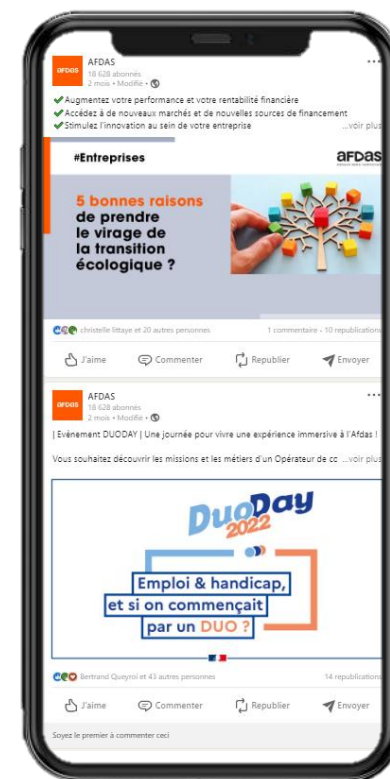 AFDAS
afdas
18 628 abonnés
2 mois • Modifié •
✔Augmentez votre performance et votre rentabilité financière
✔Accédez à de nouveaux marchés et de nouvelles sources de financement
✔Stimulez l'innovation au sein de votre entreprise ...voir plus
#Entreprises
afdas
5 bonnes raisons
de prendre
le virage de
la transition
écologique ?
christelle littaye et 20 autres personnes 1 commentaire • 10 republications
J'aime Commenter Republier Envoyer
AFDAS
afdas
18 628 abonnés
2 mois • Modifié •
| Evènement DUODAY | Une journée pour vivre une expérience immersive à l'Afdas !
Vous souhaitez découvrir les missions et les métiers d'un Opérateur de cc ...voir plus
DuoDay
2022
Emploi & handicap,
et si on commençait
par un DUO ?
Bertrand Queyroi et 43 autres personnes 14 republications
J'aime Commenter Republier Envoyer
Soyez le premier à commenter ceci